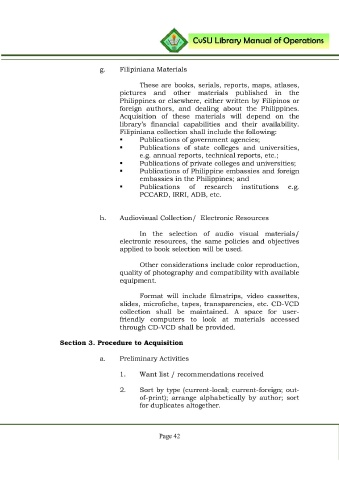 CvSU Library Manual of Operations
g. Filipiniana Materials
These are books, serials, reports, maps, atlases,
pictures and other materials published in the
Philippines or elsewhere, either written by Filipinos or
foreign authors, and dealing about the Philippines.
Acquisition of these materials will depend on the
library's financial capabilities and their availability.
Filipiniana collection shall include the following:
▪ Publications of government agencies;
▪ Publications of state colleges and universities,
e.g. annual reports, technical reports, etc.;
▪ Publications of private colleges and universities;
▪ Publications of Philippine embassies and foreign
embassies in the Philippines; and
▪ Publications of research institutions e.g.
PCCARD, IRRI, ADB, etc.
h. Audiovisual Collection/ Electronic Resources
In the selection of audio visual materials/
electronic resources, the same policies and objectives
applied to book selection will be used.
Other considerations include color reproduction,
quality of photography and compatibility with available
equipment.
Format will include filmstrips, video cassettes,
slides, microfiche, tapes, transparencies, etc. CD-VCD
collection shall be maintained. A space for user-
friendly computers to look at materials accessed
through CD-VCD shall be provided.
Section 3. Procedure to Acquisition
a. Preliminary Activities
1. Want list / recommendations received
2. Sort by type (current-local; current-foreign; out-
of-print); arrange alphabetically by author; sort
for duplicates altogether.
Page 42